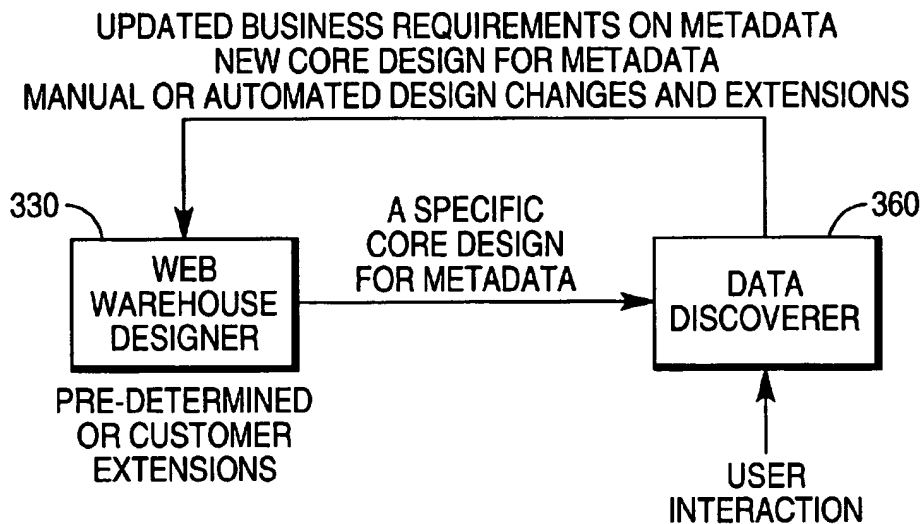 UPDATED BUSINESS REQUIREMENTS ON METADATA
NEW CORE DESIGN FOR METADATA
MANUAL OR AUTOMATED DESIGN CHANGES AND EXTENSIONS
330
WEB
WAREHOUSE
DESIGNER
PRE-DETERMINED
OR CUSTOMER
EXTENSIONS
A SPECIFIC
CORE DESIGN
FOR METADATA
360
DATA
DISCOVERER
USER
INTERACTION